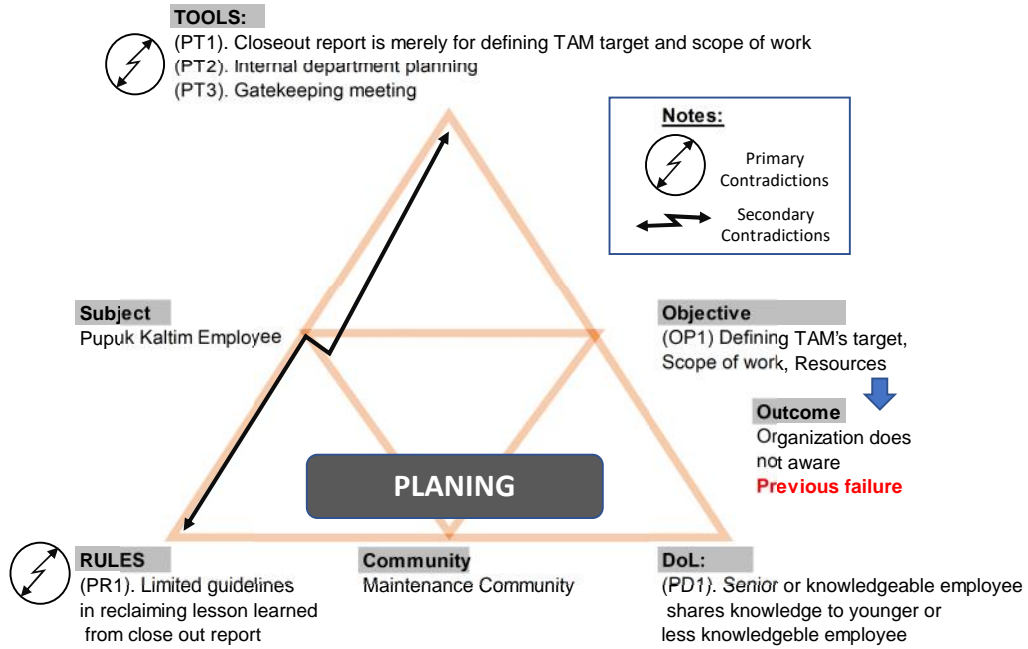 TOOLS:
(PT1). Closeout report is merely for defining TAM target and scope of work
(PT2). Internal department planning
(PT3). Gatekeeping meeting
Notes:
Primary
Contradictions
Secondary
Contradictions
Subject
Pupuk Kaltim Employee
Objective
(OP1) Defining TAM's target,
Scope of work, Resources
Outcome
Organization does
not aware
Previous failure
PLANING
RULES
(PR1). Limited guidelines
in reclaiming lesson learned
from close out report
Community
Maintenance Community
DoL:
(PD1). Senior or knowledgeable employee
shares knowledge to younger or
less knowledgeble employee